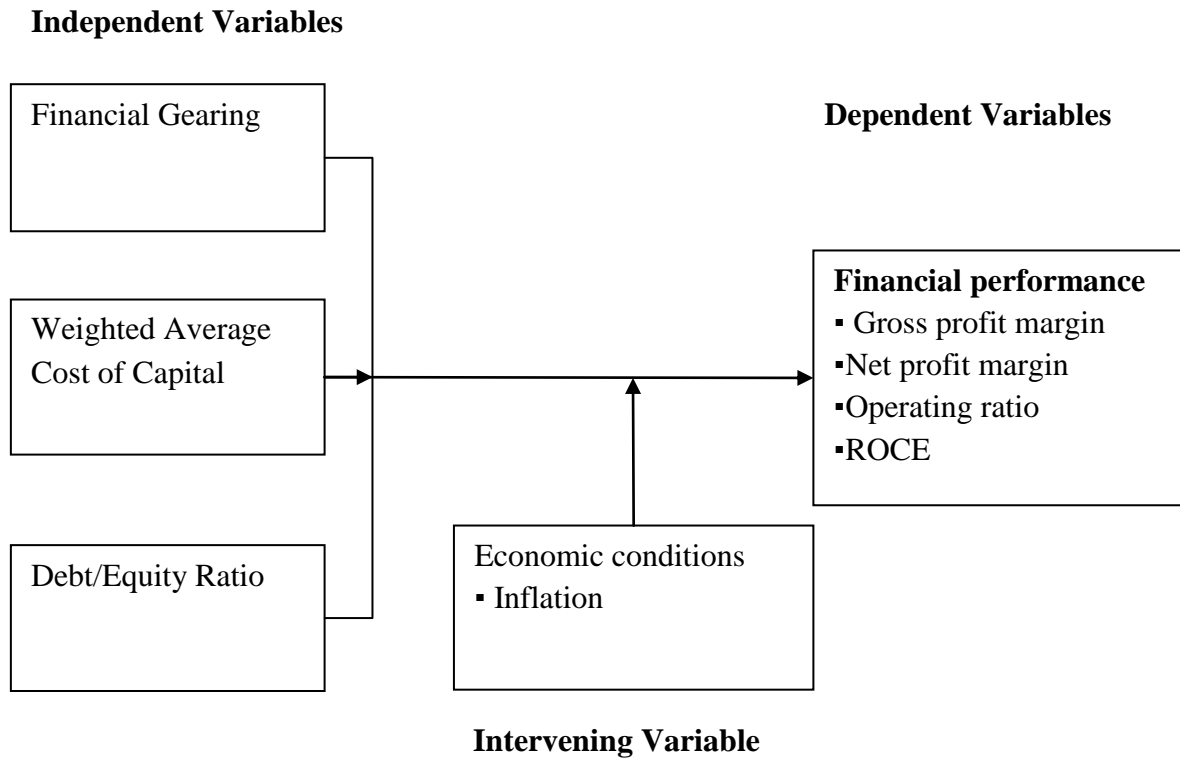 Independent Variables
Financial Gearing
Dependent Variables
Weighted Average
Cost of Capital
Financial performance
▪ Gross profit margin
▪Net profit margin
▪Operating ratio
▪ROCE
Debt/Equity Ratio
Economic conditions
▪ Inflation
Intervening Variable